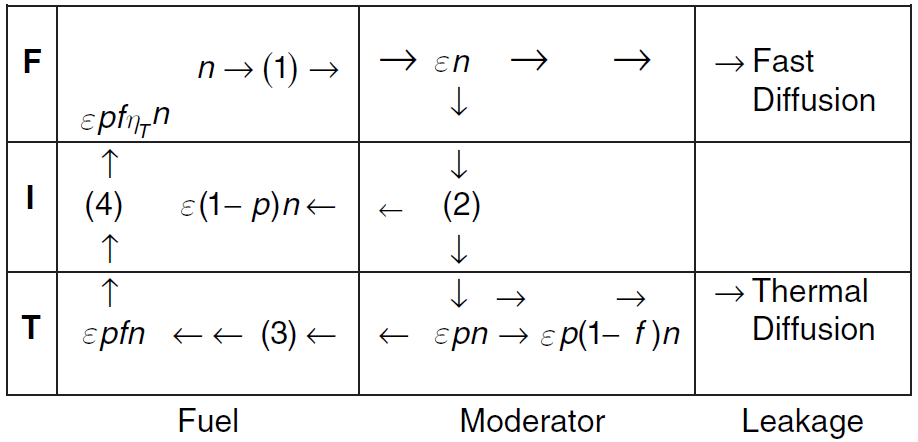 F n → (1) → → εn → → → Fast
↓ Diffusion
εpfη_T n
↑ ↓
I (4) ε(1− p)n ← ← (2)
↑ ↓
↑ ↓ → → → Thermal
T εpfn ← ← (3) ← ← εpn → εp(1− f)n Diffusion
Fuel Moderator Leakage